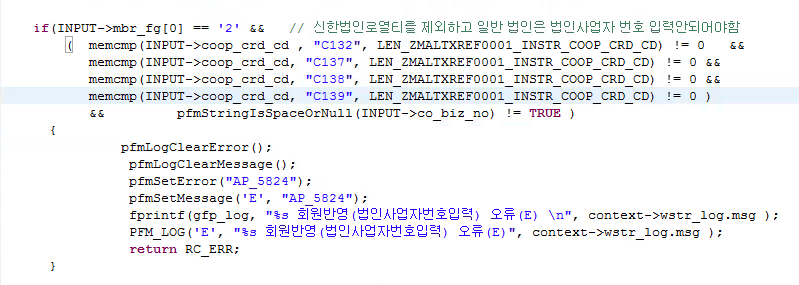 if(INPUT->mbr_fg[0] == '2' && // 신한법인로열티를 제외하고 일반 법인은 법인사업자 번호 입력안되어야함
( memcmp(INPUT->coop_crd_cd , "C132", LEN_ZMALTXREF0001_INSTR_COOP_CRD_CD) != 0 &&
memcmp(INPUT->coop_crd_cd, "C137", LEN_ZMALTXREF0001_INSTR_COOP_CRD_CD) != 0 &&
memcmp(INPUT->coop_crd_cd, "C138", LEN_ZMALTXREF0001_INSTR_COOP_CRD_CD) != 0 &&
memcmp(INPUT->coop_crd_cd, "C139", LEN_ZMALTXREF0001_INSTR_COOP_CRD_CD) != 0 )
&& pfmStringIsSpaceOrNull(INPUT->co_biz_no) != TRUE )
{
pfmLogClearError();
pfmLogClearMessage();
pfmSetError("AP_5824");
pfmSetMessage('E', "AP_5824");
fprintf(gfp_log, "%s 회원반영(법인사업자번호입력) 오류(E) \n", context->wstr_log.msg );
PFM_LOG('E', "%s 회원반영(법인사업자번호입력) 오류(E)", context->wstr_log.msg );
return RC_ERR;
}